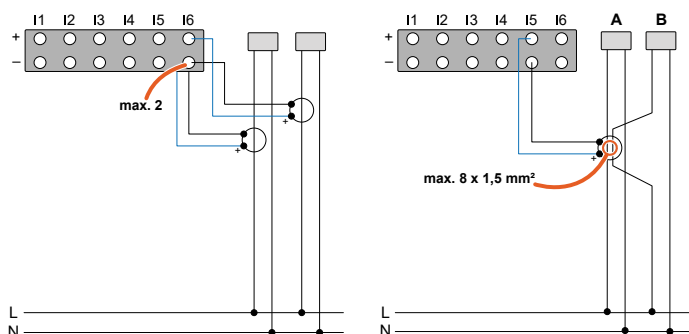 I1 I2 I3 I4 I5 I6
+
–
max. 2
+
+
L
N
I1 I2 I3 I4 I5 I6 A B
+
–
+
max. 8 x 1,5 mm²
L
N